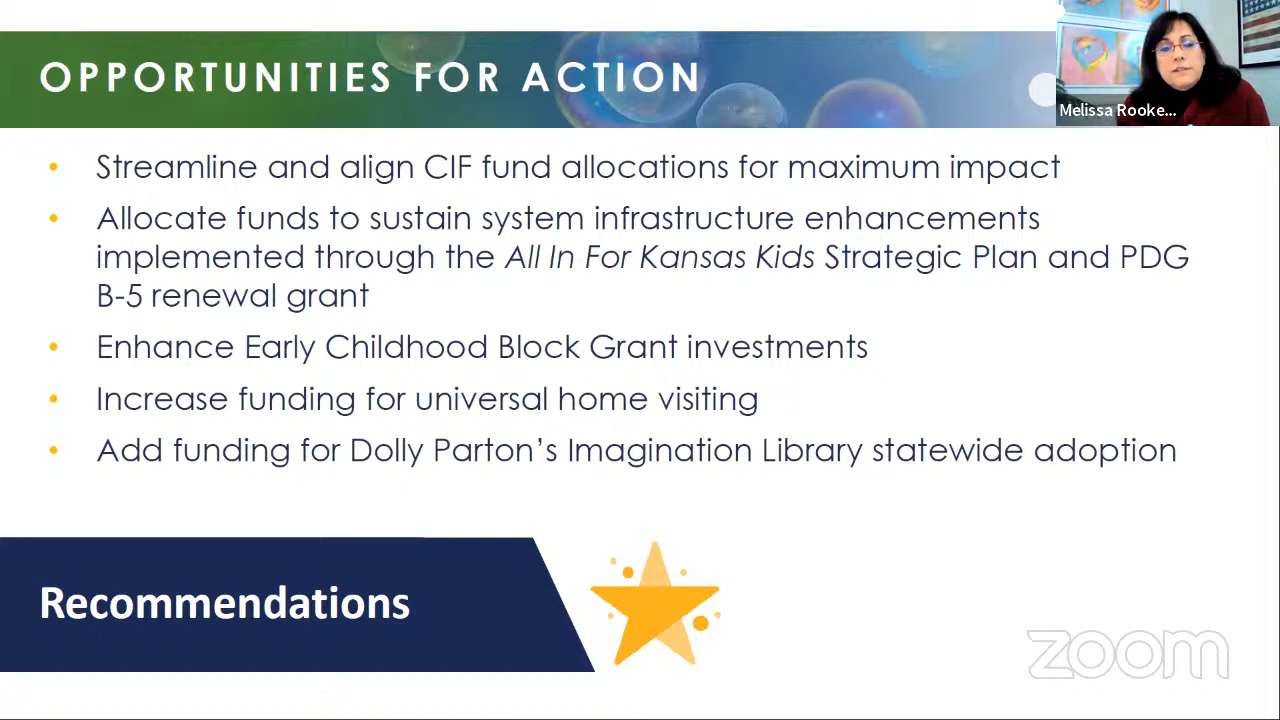 OPPORTUNITIES FOR ACTION
Melissa Rooke...
• Streamline and align CIF fund allocations for maximum impact
• Allocate funds to sustain system infrastructure enhancements
implemented through the All In For Kansas Kids Strategic Plan and PDG
B-5 renewal grant
• Enhance Early Childhood Block Grant investments
• Increase funding for universal home visiting
• Add funding for Dolly Parton’s Imagination Library statewide adoption
Recommendations
zoom